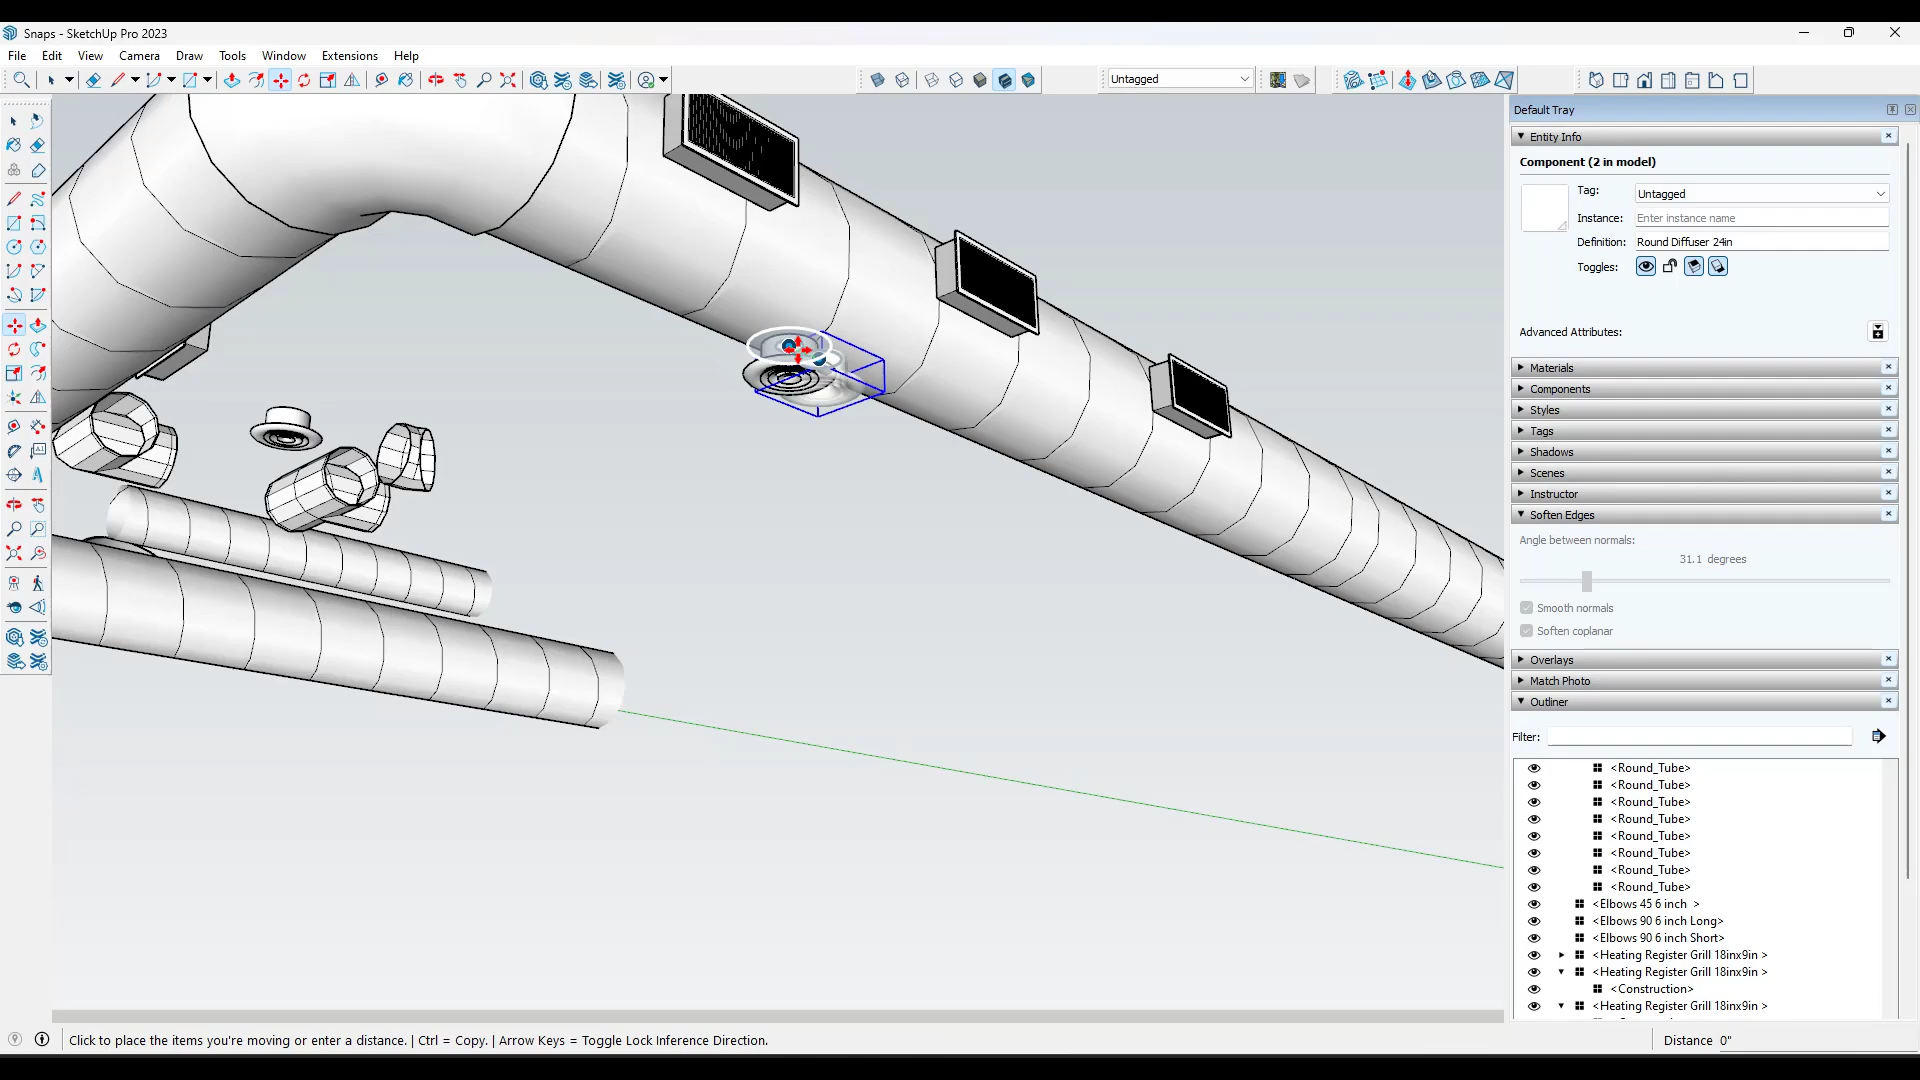 Snaps - SketchUp Pro 2023
File Edit View Camera Draw Tools Window Extensions Help
Untagged
Default Tray
Entity Info
Component (2 in model)
Tag: Untagged
Instance: Enter instance name
Definition: Round Diffuser 24in
Toggles:
Advanced Attributes:
Materials
Components
Styles
Tags
Shadows
Scenes
Instructor
Soften Edges
Angle between normals:
31.1 degrees
Smooth normals
Soften coplanar
Overlays
Match Photo
Outliner
Filter:
<Round_Tube>
<Round_Tube>
<Round_Tube>
<Round_Tube>
<Round_Tube>
<Round_Tube>
<Round_Tube>
<Round_Tube>
<Elbows 45 6 inch >
<Elbows 90 6 inch Long>
<Elbows 90 6 inch Short>
<Heating Register Grill 18inx9in >
<Heating Register Grill 18inx9in >
<Construction>
<Heating Register Grill 18inx9in >
Click to place the items you're moving or enter a distance. | Ctrl = Copy. | Arrow Keys = Toggle Lock Inference Direction.
Distance 0"